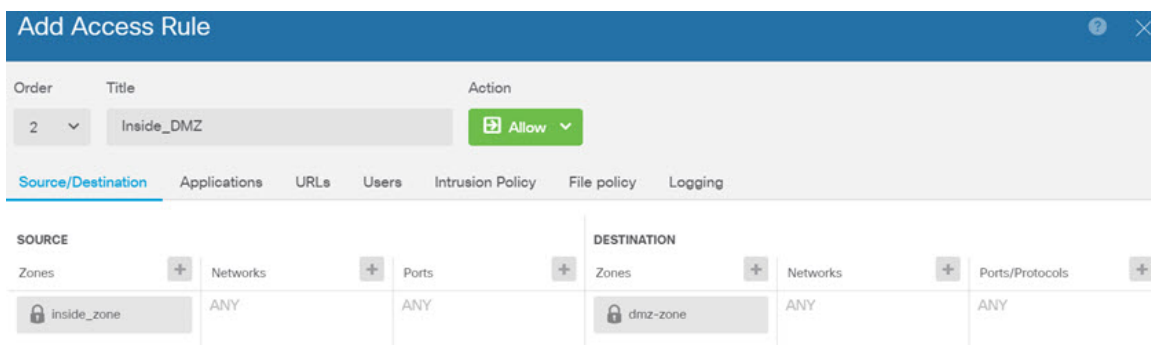 Add Access Rule
Order Title Action
2 Inside_DMZ Allow
Source/Destination Applications URLs Users Intrusion Policy File policy Logging
SOURCE DESTINATION
Zones Networks Ports Zones Networks Ports/Protocols
inside_zone ANY ANY dmz-zone ANY ANY